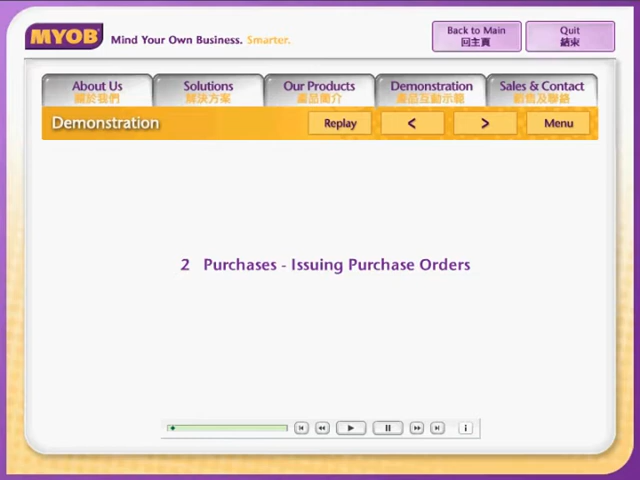 MYOB Mind Your Own Business. Smarter.
Back to Main
回主頁
Quit
結束
About Us
關於我們
Solutions
解決方案
Our Products
產品簡介
Demonstration
產品互動示範
Sales & Contact
銷售及聯絡
Demonstration
Replay < > Menu
2 Purchases - Issuing Purchase Orders
i